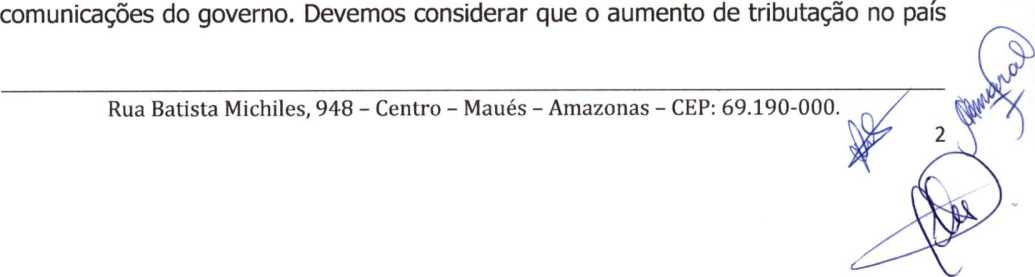 comunicações do governo. Devemos considerar que o aumento de tributação no país
Rua Batista Michiles, 948 – Centro – Maués – Amazonas – CEP: 69.190-000.
2